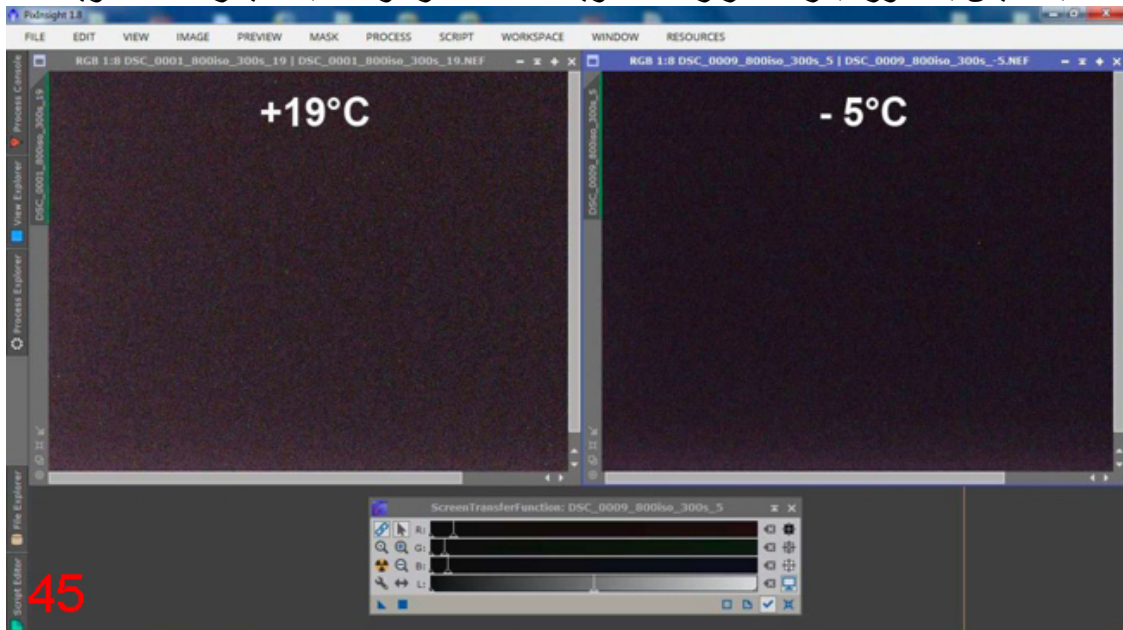 PixInsight 1.8
FILE EDIT VIEW IMAGE PREVIEW MASK PROCESS SCRIPT WORKSPACE WINDOW RESOURCES
RGB 1:8 DSC_0001_800iso_300s_19 | DSC_0001_800iso_300s_19.NEF
RGB 1:8 DSC_0009_800iso_300s_5 | DSC_0009_800iso_300s_-5.NEF
Process Console
View Explorer
Process Explorer
File Explorer
Script Editor
DSC_0001_800iso_300s_19
+19°C
DSC_0009_800iso_300s_5
- 5°C
ScreenTransferFunction: DSC_0009_800iso_300s_5
R:
G:
B:
L:
45